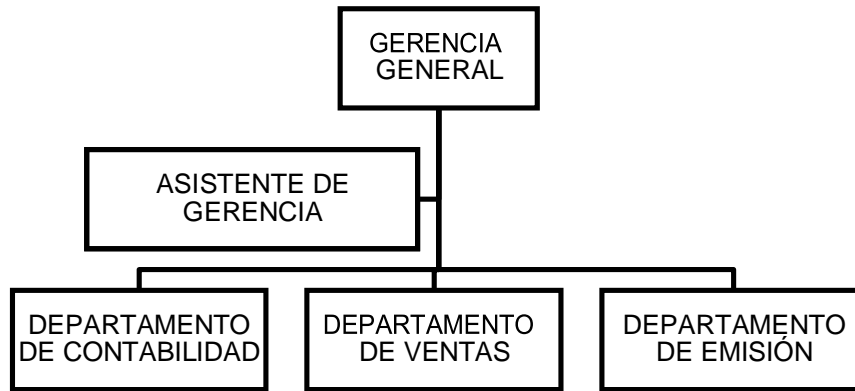 GERENCIA
GENERAL
ASISTENTE DE
GERENCIA
DEPARTAMENTO
DE CONTABILIDAD
DEPARTAMENTO
DE VENTAS
DEPARTAMENTO
DE EMISIÓN